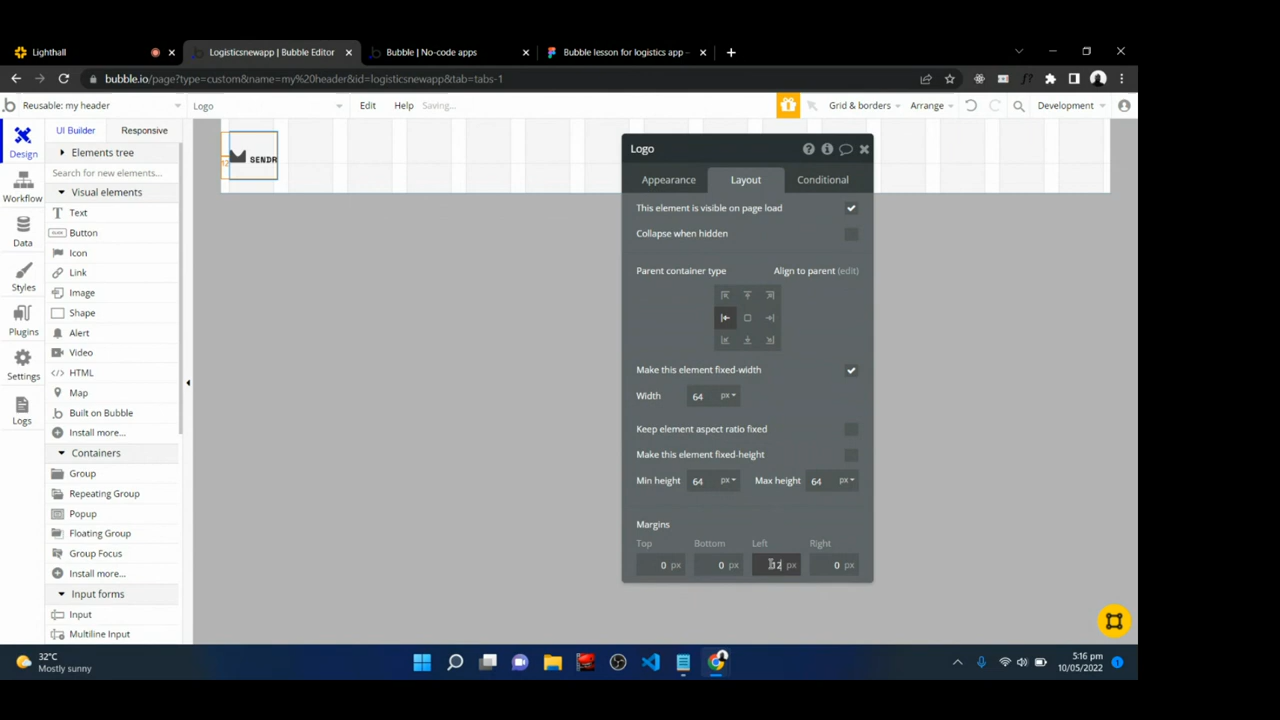 Lighthall
Logisticsnewapp | Bubble Editor
Bubble | No-code apps
Bubble lesson for logistics app –
bubble.io/page?type=custom&name=my%20header&id=logisticsnewapp&tab=tabs-1
Reusable: my header
Logo
Edit
Help
Saving...
Grid & borders
Arrange
Development
Design
Workflow
Data
Styles
Plugins
Settings
Logs
UI Builder
Responsive
Elements tree
Search for new elements...
Visual elements
Text
Button
Icon
Link
Image
Shape
Alert
Video
</> HTML
Map
Built on Bubble
Install more...
Containers
Group
Repeating Group
Popup
Floating Group
Group Focus
Install more...
Input forms
Input
Multiline Input
12
SENDR
Logo
Appearance
Layout
Conditional
This element is visible on page load
Collapse when hidden
Parent container type
Align to parent (edit)
Make this element fixed-width
Width 64 px
Keep element aspect ratio fixed
Make this element fixed-height
Min height 64 px Max height 64 px
Margins
Top Bottom Left Right
0 px 0 px 12 px 0 px
32°C
Mostly sunny
5:16 pm
10/05/2022
1